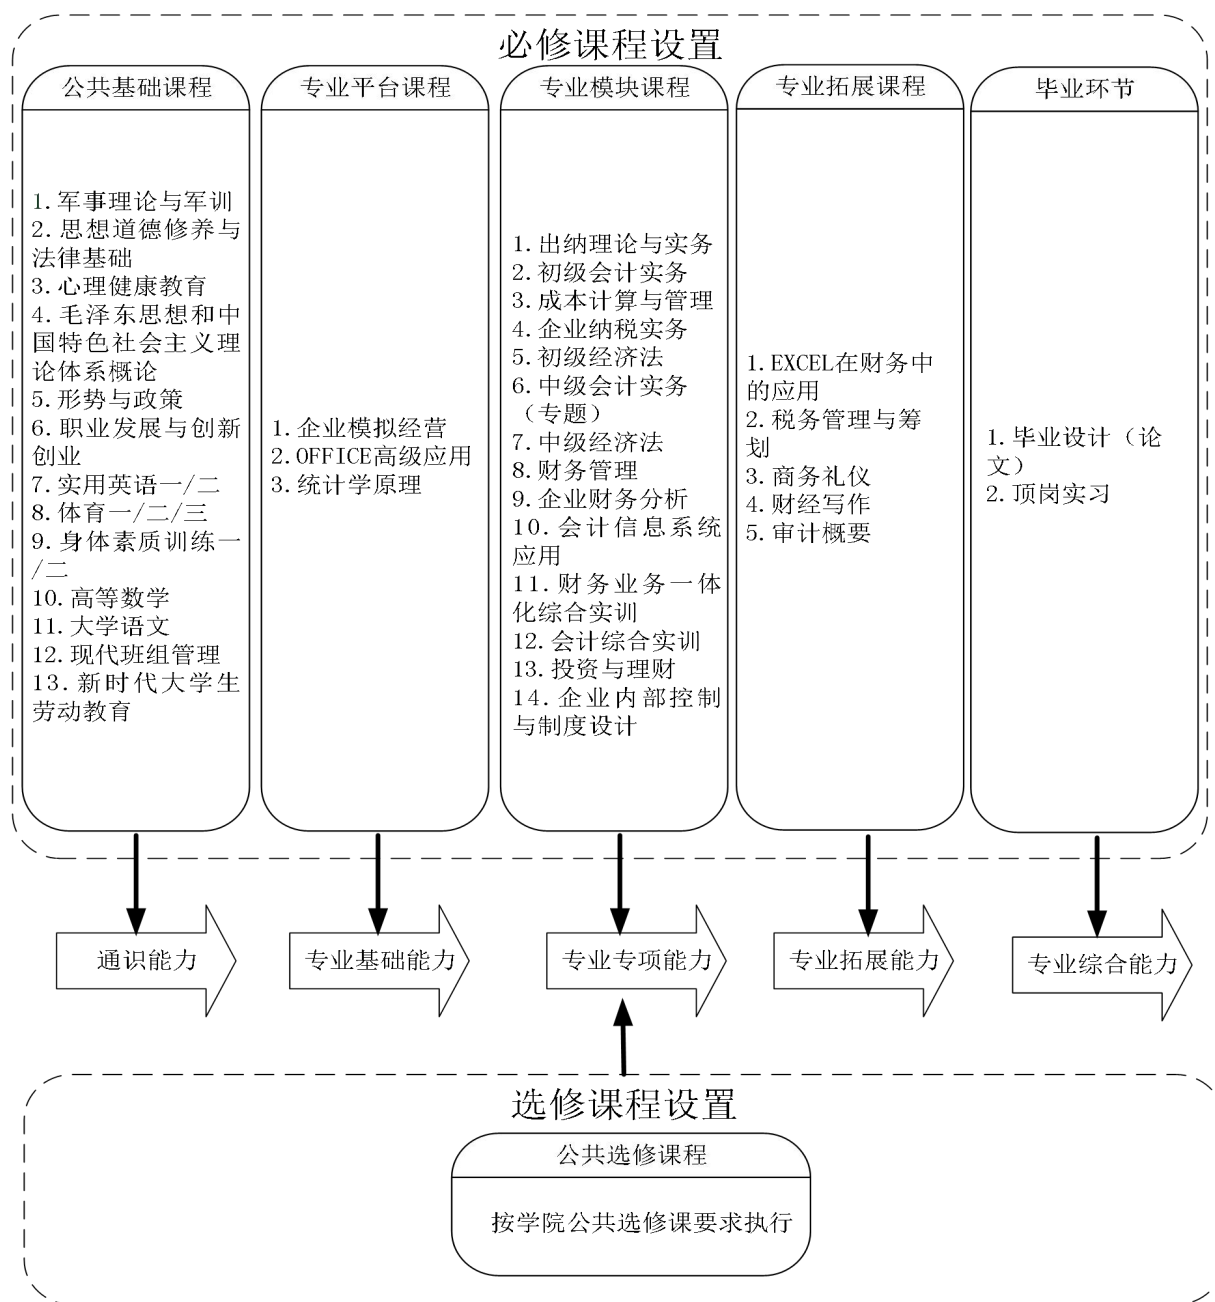 必修课程设置
公共基础课程
1.军事理论与军训
2.思想道德修养与
法律基础
3.心理健康教育
4.毛泽东思想和中
国特色社会主义理
论体系概论
5.形势与政策
6.职业发展与创新
创业
7.实用英语一/二
8.体育一/二/三
9.身体素质训练一
/二
10.高等数学
11.大学语文
12.现代班组管理
13.新时代大学生
劳动教育
专业平台课程
1.企业模拟经营
2.OFFICE高级应用
3.统计学原理
专业模块课程
1.出纳理论与实务
2.初级会计实务
3.成本计算与管理
4.企业纳税实务
5.初级经济法
6.中级会计实务
（专题）
7.中级经济法
8.财务管理
9.企业财务分析
10.会计信息系统
应用
11.财务业务一体
化综合实训
12.会计综合实训
13.投资与理财
14.企业内部控制
与制度设计
专业拓展课程
1.EXCEL在财务中
的应用
2.税务管理与筹
划
3.商务礼仪
4.财经写作
5.审计概要
毕业环节
1.毕业设计（论
文）
2.顶岗实习
通识能力
专业基础能力
专业专项能力
专业拓展能力
专业综合能力
选修课程设置
公共选修课程
按学院公共选修课要求执行